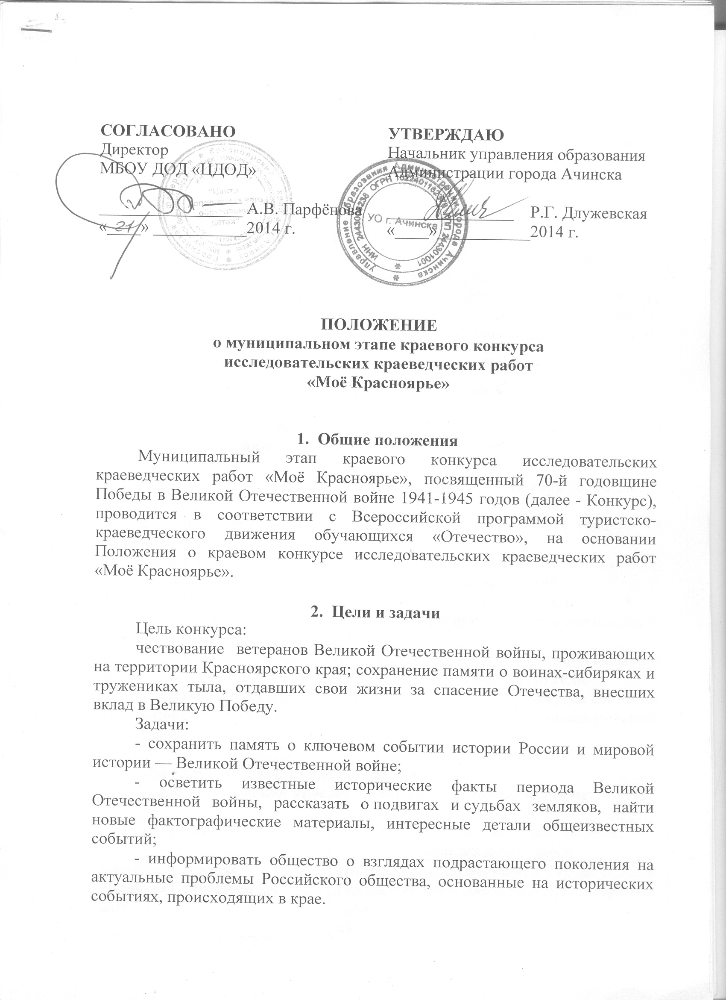 СОГЛАСОВАНО
Директор
МБОУ ДОД «ЦДОД»
А.В. Парфёнова
«21» 2014 г.
УТВЕРЖДАЮ
Начальник управления образования
Администрации города Ачинска
Р.Г. Длужевская
«____» 2014 г.
Управление образования Администрации города Ачинска
УО г. Ачинска
ПОЛОЖЕНИЕ
о муниципальном этапе краевого конкурса
исследовательских краеведческих работ
«Моё Красноярье»
1. Общие положения
Муниципальный этап краевого конкурса исследовательских
краеведческих работ «Моё Красноярье», посвященный 70-й годовщине
Победы в Великой Отечественной войне 1941-1945 годов (далее - Конкурс),
проводится в соответствии с Всероссийской программой туристско-
краеведческого движения обучающихся «Отечество», на основании
Положения о краевом конкурсе исследовательских краеведческих работ
«Моё Красноярье».
2. Цели и задачи
Цель конкурса:
чествование ветеранов Великой Отечественной войны, проживающих
на территории Красноярского края; сохранение памяти о воинах-сибиряках и
тружениках тыла, отдавших свои жизни за спасение Отечества, внесших
вклад в Великую Победу.
Задачи:
- сохранить память о ключевом событии истории России и мировой
истории — Великой Отечественной войне;
- осветить известные исторические факты периода Великой
Отечественной войны, рассказать о подвигах и судьбах земляков, найти
новые фактографические материалы, интересные детали общеизвестных
событий;
- информировать общество о взглядах подрастающего поколения на
актуальные проблемы Российского общества, основанные на исторических
событиях, происходящих в крае.